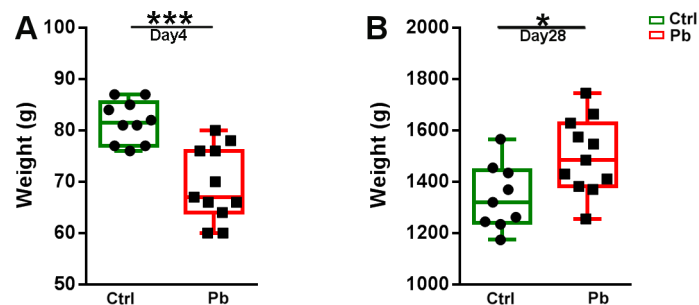 A
***
Day4
Weight (g)
100
90
80
70
60
50
Ctrl
Pb
B
*
Day28
Weight (g)
2000
1800
1600
1400
1200
1000
Ctrl
Pb
Ctrl
Pb